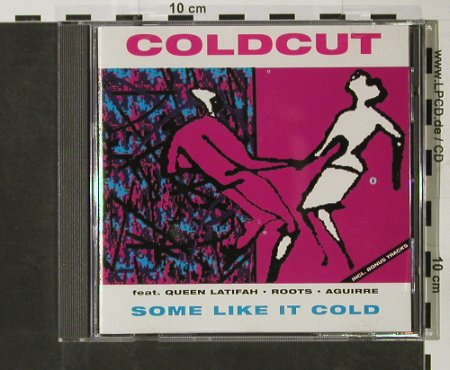 10 cm
COLDCUT
www.LPCD.de / CD
INCL. BONUS TRACKS
10 cm
feat. QUEEN LATIFAH • ROOTS • AGUIRRE
SOME LIKE IT COLD